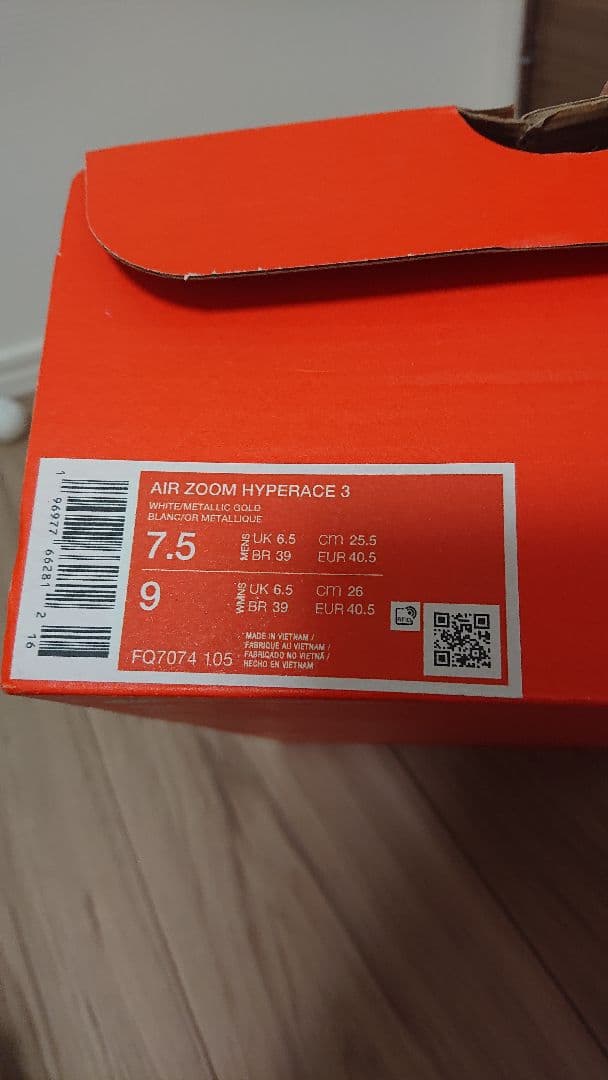 AIR ZOOM HYPERACE 3
WHITE/METALLIC GOLD
BLANC/OR METALLIQUE
7.5 MENS UK 6.5 cm 25.5
BR 39 EUR 40.5
9 WMNS UK 6.5 cm 26
BR 39 EUR 40.5
RFID
FQ7074 105
MADE IN VIETNAM /
FABRIQUE AU VIETNAM /
FABRICADO NO VIETNÃ /
HECHO EN VIETNAM
1 96977 66281 2 16